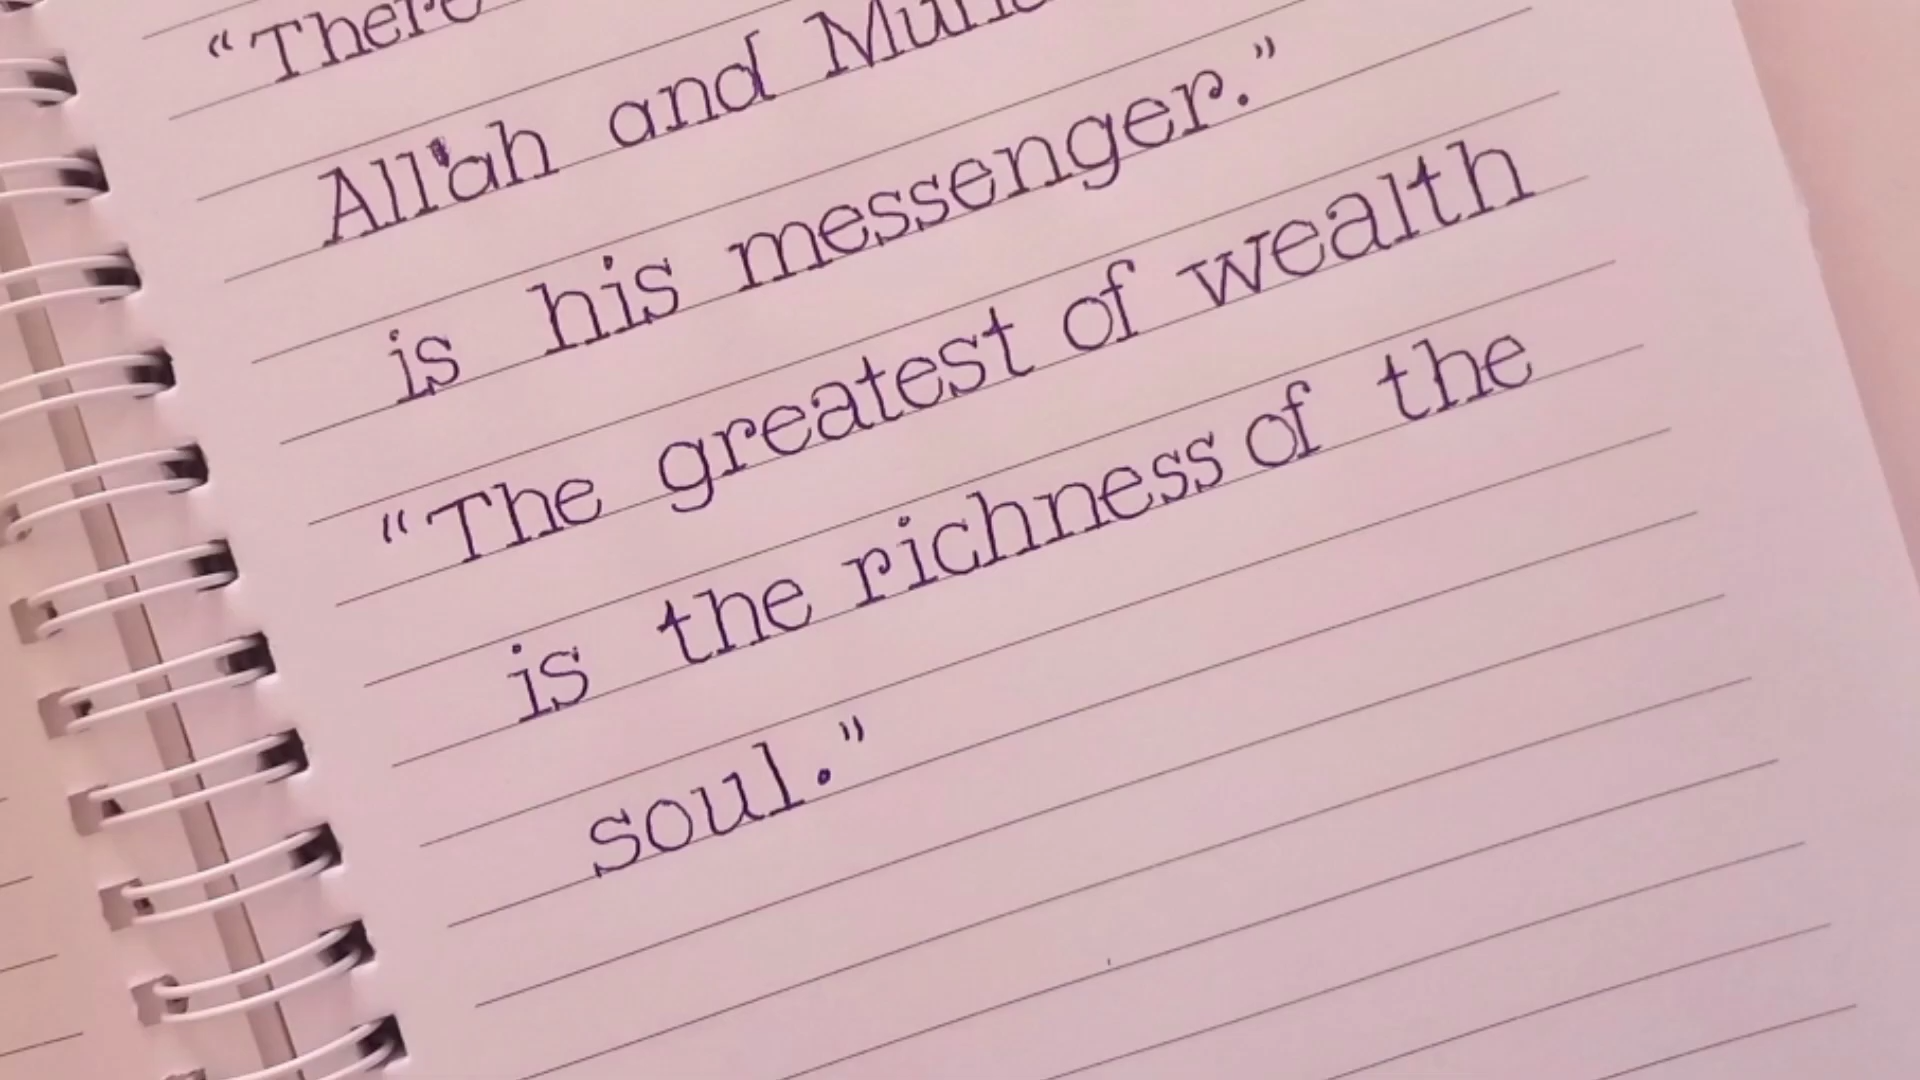 “There
Allah and
is his messenger.”
“The greatest of wealth
is the richness of the
soul.”